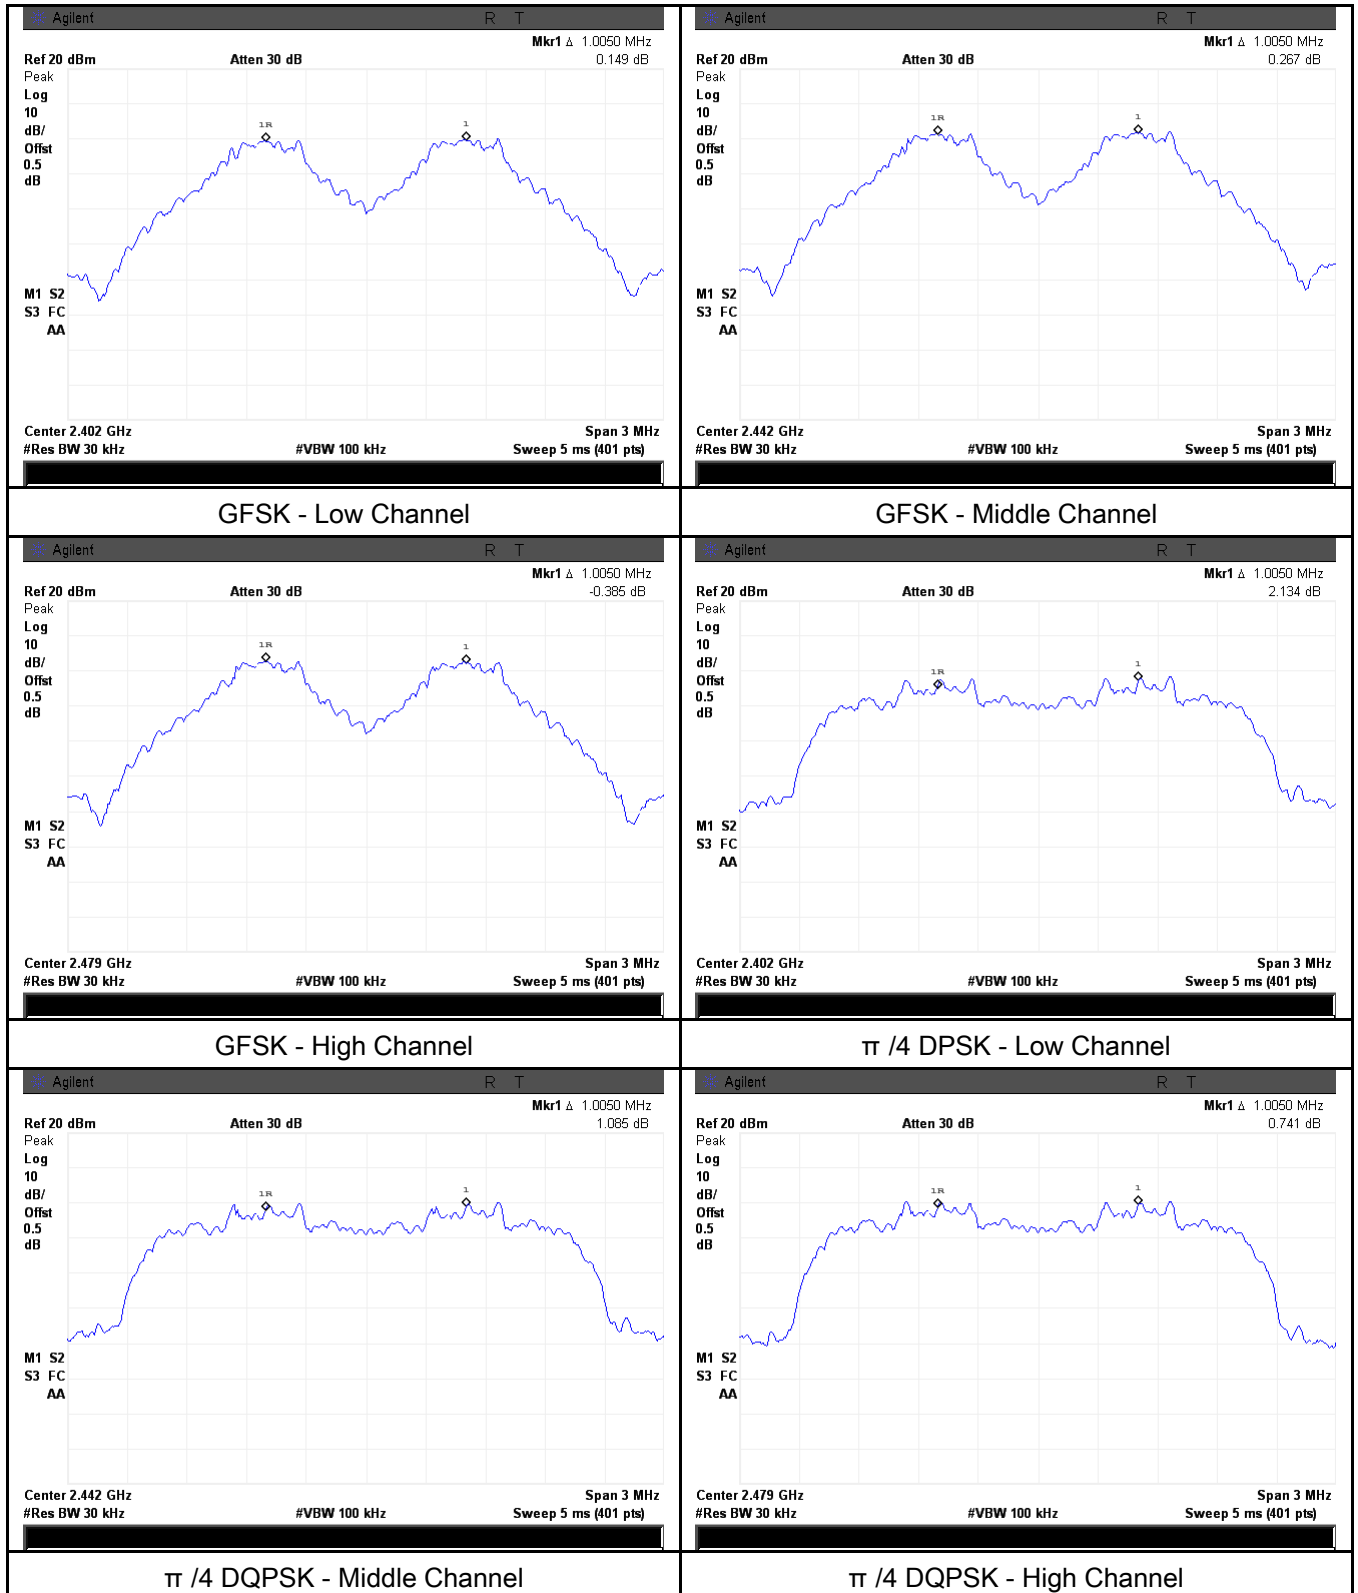 Agilent R T
Mkr1 Δ 1.0050 MHz
Ref 20 dBm Atten 30 dB 0.149 dB
Peak
Log
10
dB/
Offst
0.5
dB
1R 1
M1 S2
S3 FC
AA
Center 2.402 GHz Span 3 MHz
#Res BW 30 kHz #VBW 100 kHz Sweep 5 ms (401 pts)
GFSK - Low Channel
Agilent R T
Mkr1 Δ 1.0050 MHz
Ref 20 dBm Atten 30 dB 0.267 dB
Peak
Log
10
dB/
Offst
0.5
dB
1R 1
M1 S2
S3 FC
AA
Center 2.442 GHz Span 3 MHz
#Res BW 30 kHz #VBW 100 kHz Sweep 5 ms (401 pts)
GFSK - Middle Channel
Agilent R T
Mkr1 Δ 1.0050 MHz
Ref 20 dBm Atten 30 dB -0.385 dB
Peak
Log
10
dB/
Offst
0.5
dB
1R 1
M1 S2
S3 FC
AA
Center 2.479 GHz Span 3 MHz
#Res BW 30 kHz #VBW 100 kHz Sweep 5 ms (401 pts)
GFSK - High Channel
Agilent R T
Mkr1 Δ 1.0050 MHz
Ref 20 dBm Atten 30 dB 2.134 dB
Peak
Log
10
dB/
Offst
0.5
dB
1R 1
M1 S2
S3 FC
AA
Center 2.402 GHz Span 3 MHz
#Res BW 30 kHz #VBW 100 kHz Sweep 5 ms (401 pts)
π /4 DPSK - Low Channel
Agilent R T
Mkr1 Δ 1.0050 MHz
Ref 20 dBm Atten 30 dB 1.085 dB
Peak
Log
10
dB/
Offst
0.5
dB
1R 1
M1 S2
S3 FC
AA
Center 2.442 GHz Span 3 MHz
#Res BW 30 kHz #VBW 100 kHz Sweep 5 ms (401 pts)
π /4 DQPSK - Middle Channel
Agilent R T
Mkr1 Δ 1.0050 MHz
Ref 20 dBm Atten 30 dB 0.741 dB
Peak
Log
10
dB/
Offst
0.5
dB
1R 1
M1 S2
S3 FC
AA
Center 2.479 GHz Span 3 MHz
#Res BW 30 kHz #VBW 100 kHz Sweep 5 ms (401 pts)
π /4 DQPSK - High Channel